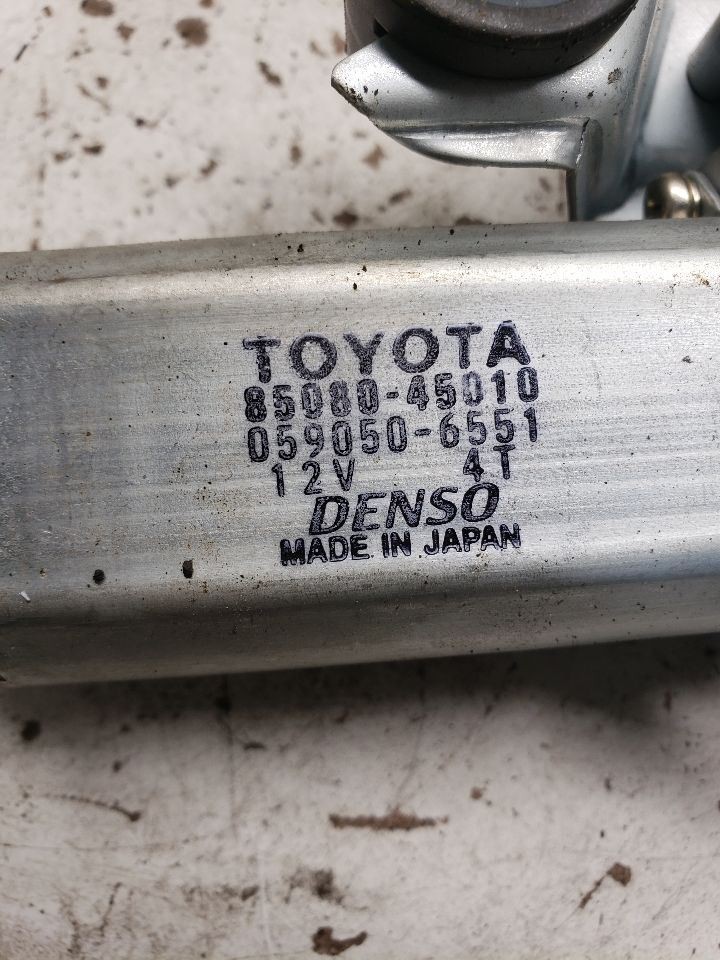 TOYOTA
85080-45010
059050-6551
12V 4T
DENSO
MADE IN JAPAN